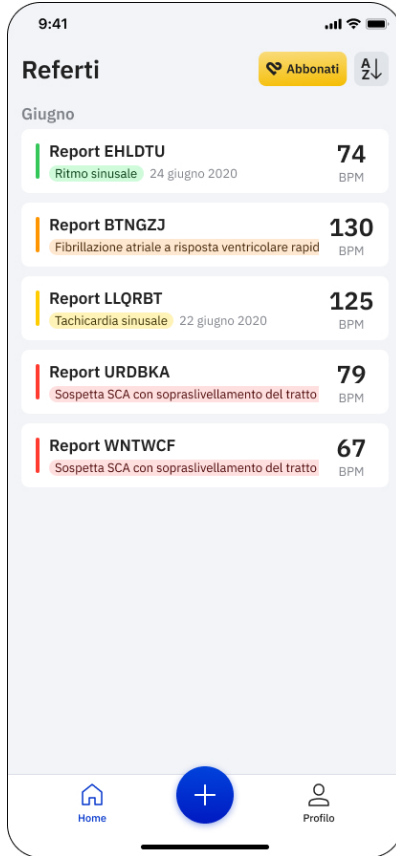 9:41
Referti
Abbonati
A
Z
Giugno
Report EHLDTU
74
Ritmo sinusale 24 giugno 2020
BPM
Report BTNGZJ
130
Fibrillazione atriale a risposta ventricolare rapid
BPM
Report LLQRBT
125
Tachicardia sinusale 22 giugno 2020
BPM
Report URDBKA
79
Sospetta SCA con sopraslivellamento del tratto
BPM
Report WNTWCF
67
Sospetta SCA con sopraslivellamento del tratto
BPM
Home
Profilo